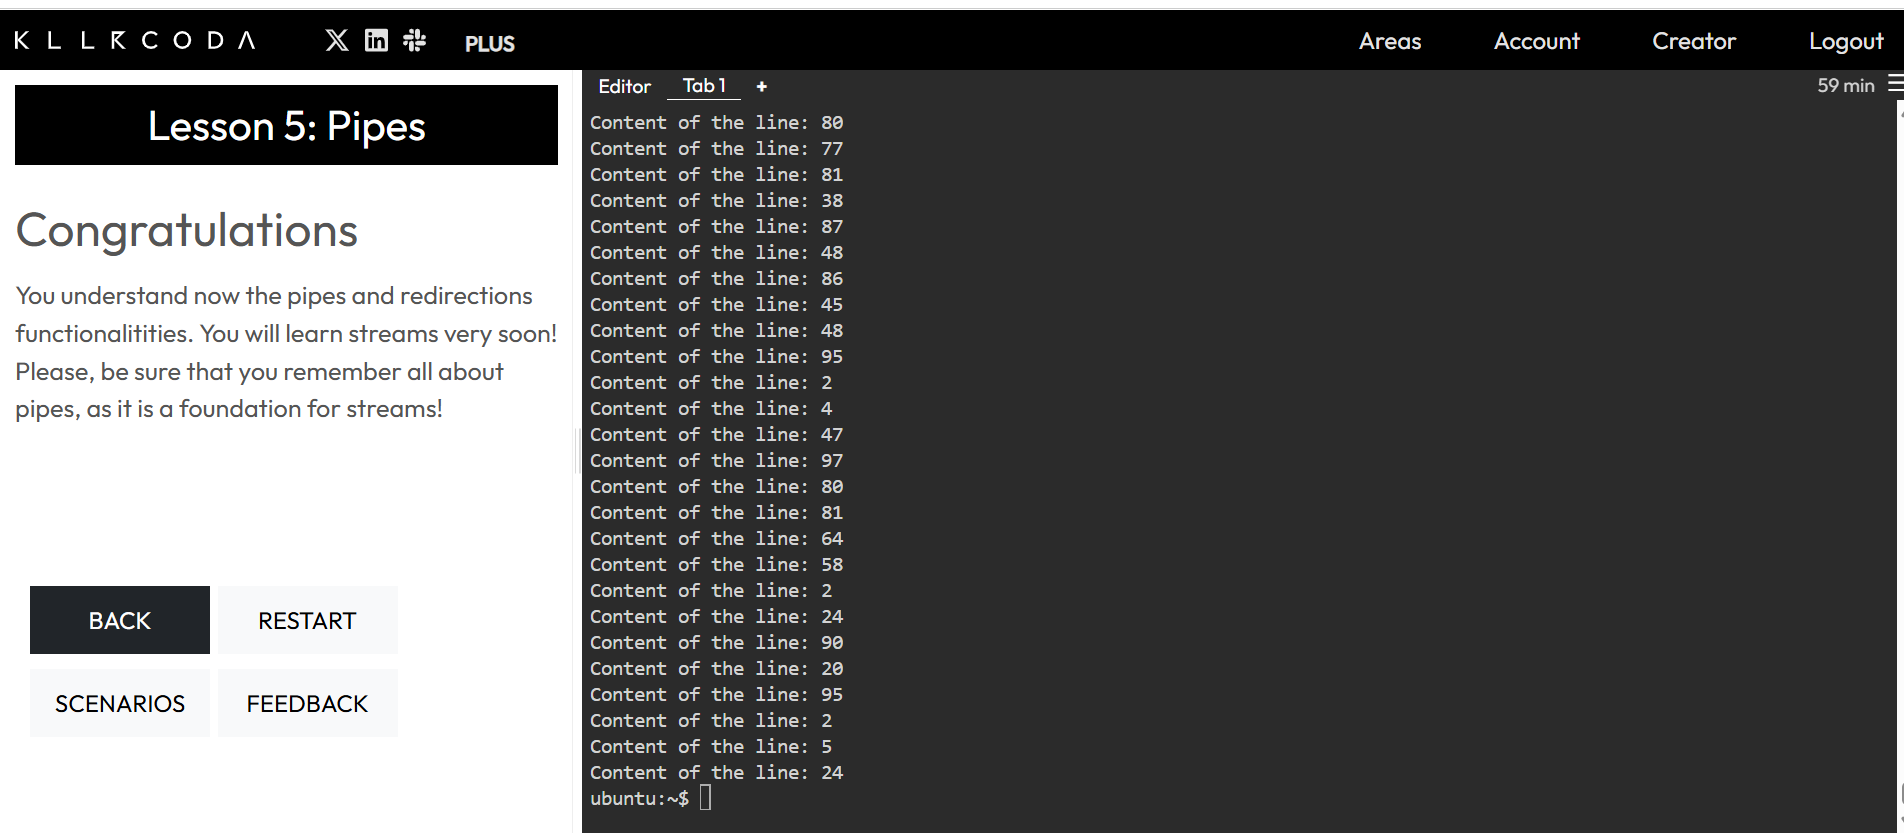 KLLRCODA PLUS Areas Account Creator Logout
Lesson 5: Pipes
Congratulations
You understand now the pipes and redirections
functionalitities. You will learn streams very soon!
Please, be sure that you remember all about
pipes, as it is a foundation for streams!
BACK RESTART
SCENARIOS FEEDBACK
Editor Tab 1 + 59 min
Content of the line: 80
Content of the line: 77
Content of the line: 81
Content of the line: 38
Content of the line: 87
Content of the line: 48
Content of the line: 86
Content of the line: 45
Content of the line: 48
Content of the line: 95
Content of the line: 2
Content of the line: 4
Content of the line: 47
Content of the line: 97
Content of the line: 80
Content of the line: 81
Content of the line: 64
Content of the line: 58
Content of the line: 2
Content of the line: 24
Content of the line: 90
Content of the line: 20
Content of the line: 95
Content of the line: 2
Content of the line: 5
Content of the line: 24
ubuntu:~$